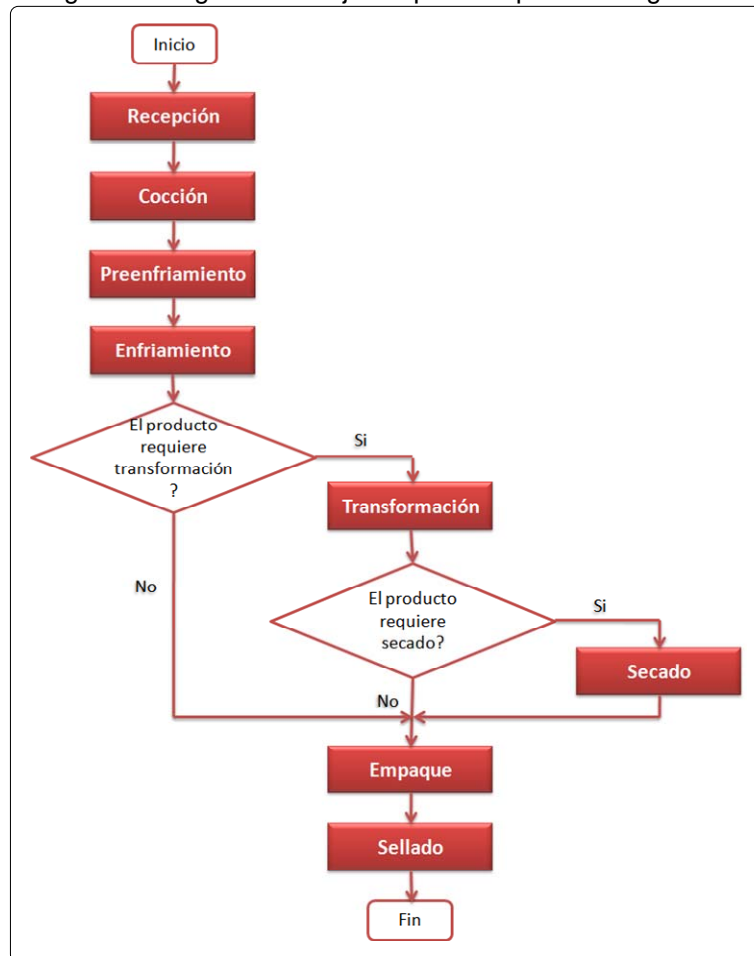 Inicio
Recepción
Cocción
Preenfriamiento
Enfriamiento
El producto
requiere
transformación
?
Si
Transformación
No
El producto
requiere
secado?
Si
Secado
No
Empaque
Sellado
Fin